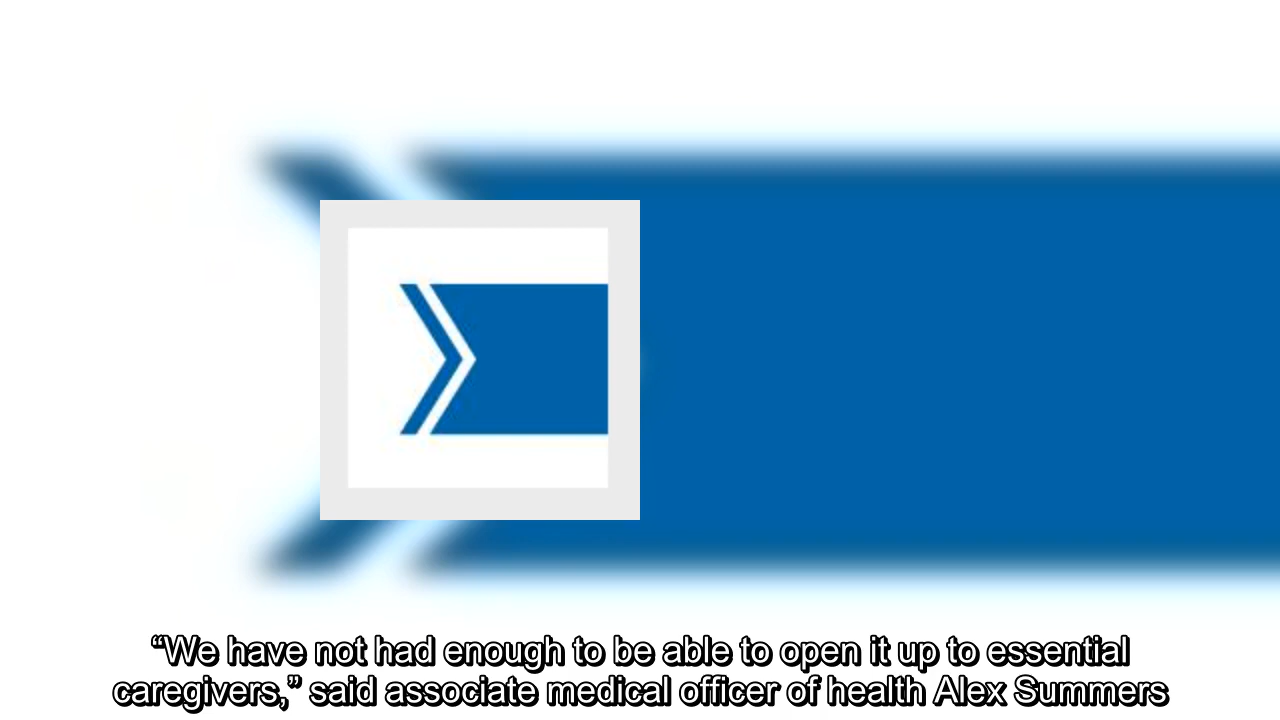 “We have not had enough to be able to open it up to essential
caregivers,” said associate medical officer of health Alex Summers